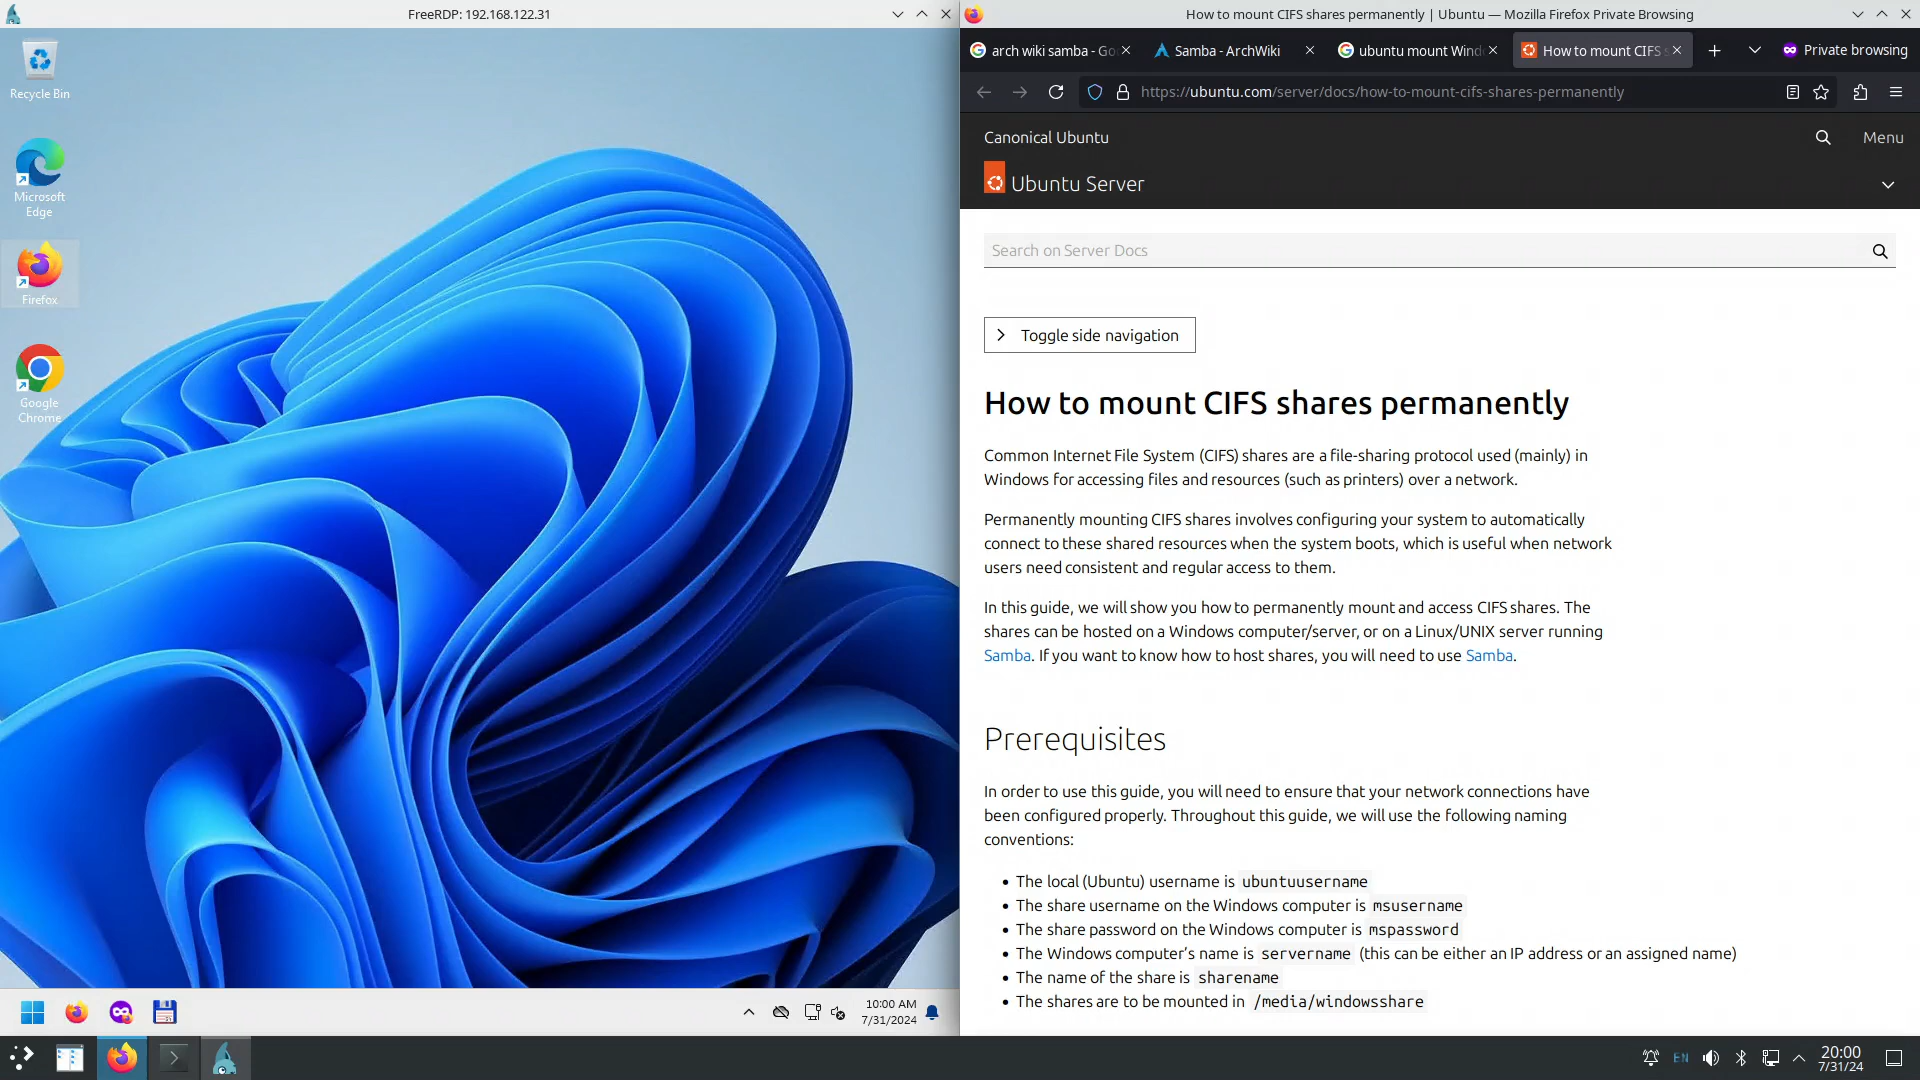 FreeRDP: 192.168.122.31
Recycle Bin
Microsoft
Edge
Firefox
Google
Chrome
10:00 AM
7/31/2024
How to mount CIFS shares permanently | Ubuntu — Mozilla Firefox Private Browsing
arch wiki samba - Go
Samba - ArchWiki
ubuntu mount Wind
How to mount CIFS s
Private browsing
https://ubuntu.com/server/docs/how-to-mount-cifs-shares-permanently
Canonical Ubuntu
Menu
Ubuntu Server
Search on Server Docs
Toggle side navigation
How to mount CIFS shares permanently
Common Internet File System (CIFS) shares are a file-sharing protocol used (mainly) in
Windows for accessing files and resources (such as printers) over a network.
Permanently mounting CIFS shares involves configuring your system to automatically
connect to these shared resources when the system boots, which is useful when network
users need consistent and regular access to them.
In this guide, we will show you how to permanently mount and access CIFS shares. The
shares can be hosted on a Windows computer/server, or on a Linux/UNIX server running
Samba. If you want to know how to host shares, you will need to use Samba.
Prerequisites
In order to use this guide, you will need to ensure that your network connections have
been configured properly. Throughout this guide, we will use the following naming
conventions:
• The local (Ubuntu) username is ubuntuusername
• The share username on the Windows computer is msusername
• The share password on the Windows computer is mspassword
• The Windows computer’s name is servername (this can be either an IP address or an assigned name)
• The name of the share is sharename
• The shares are to be mounted in /media/windowsshare
EN
20:00
7/31/24